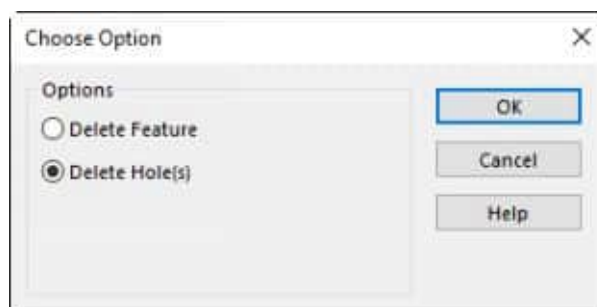 Choose Option
Options
Delete Feature
Delete Hole(s)
OK
Cancel
Help